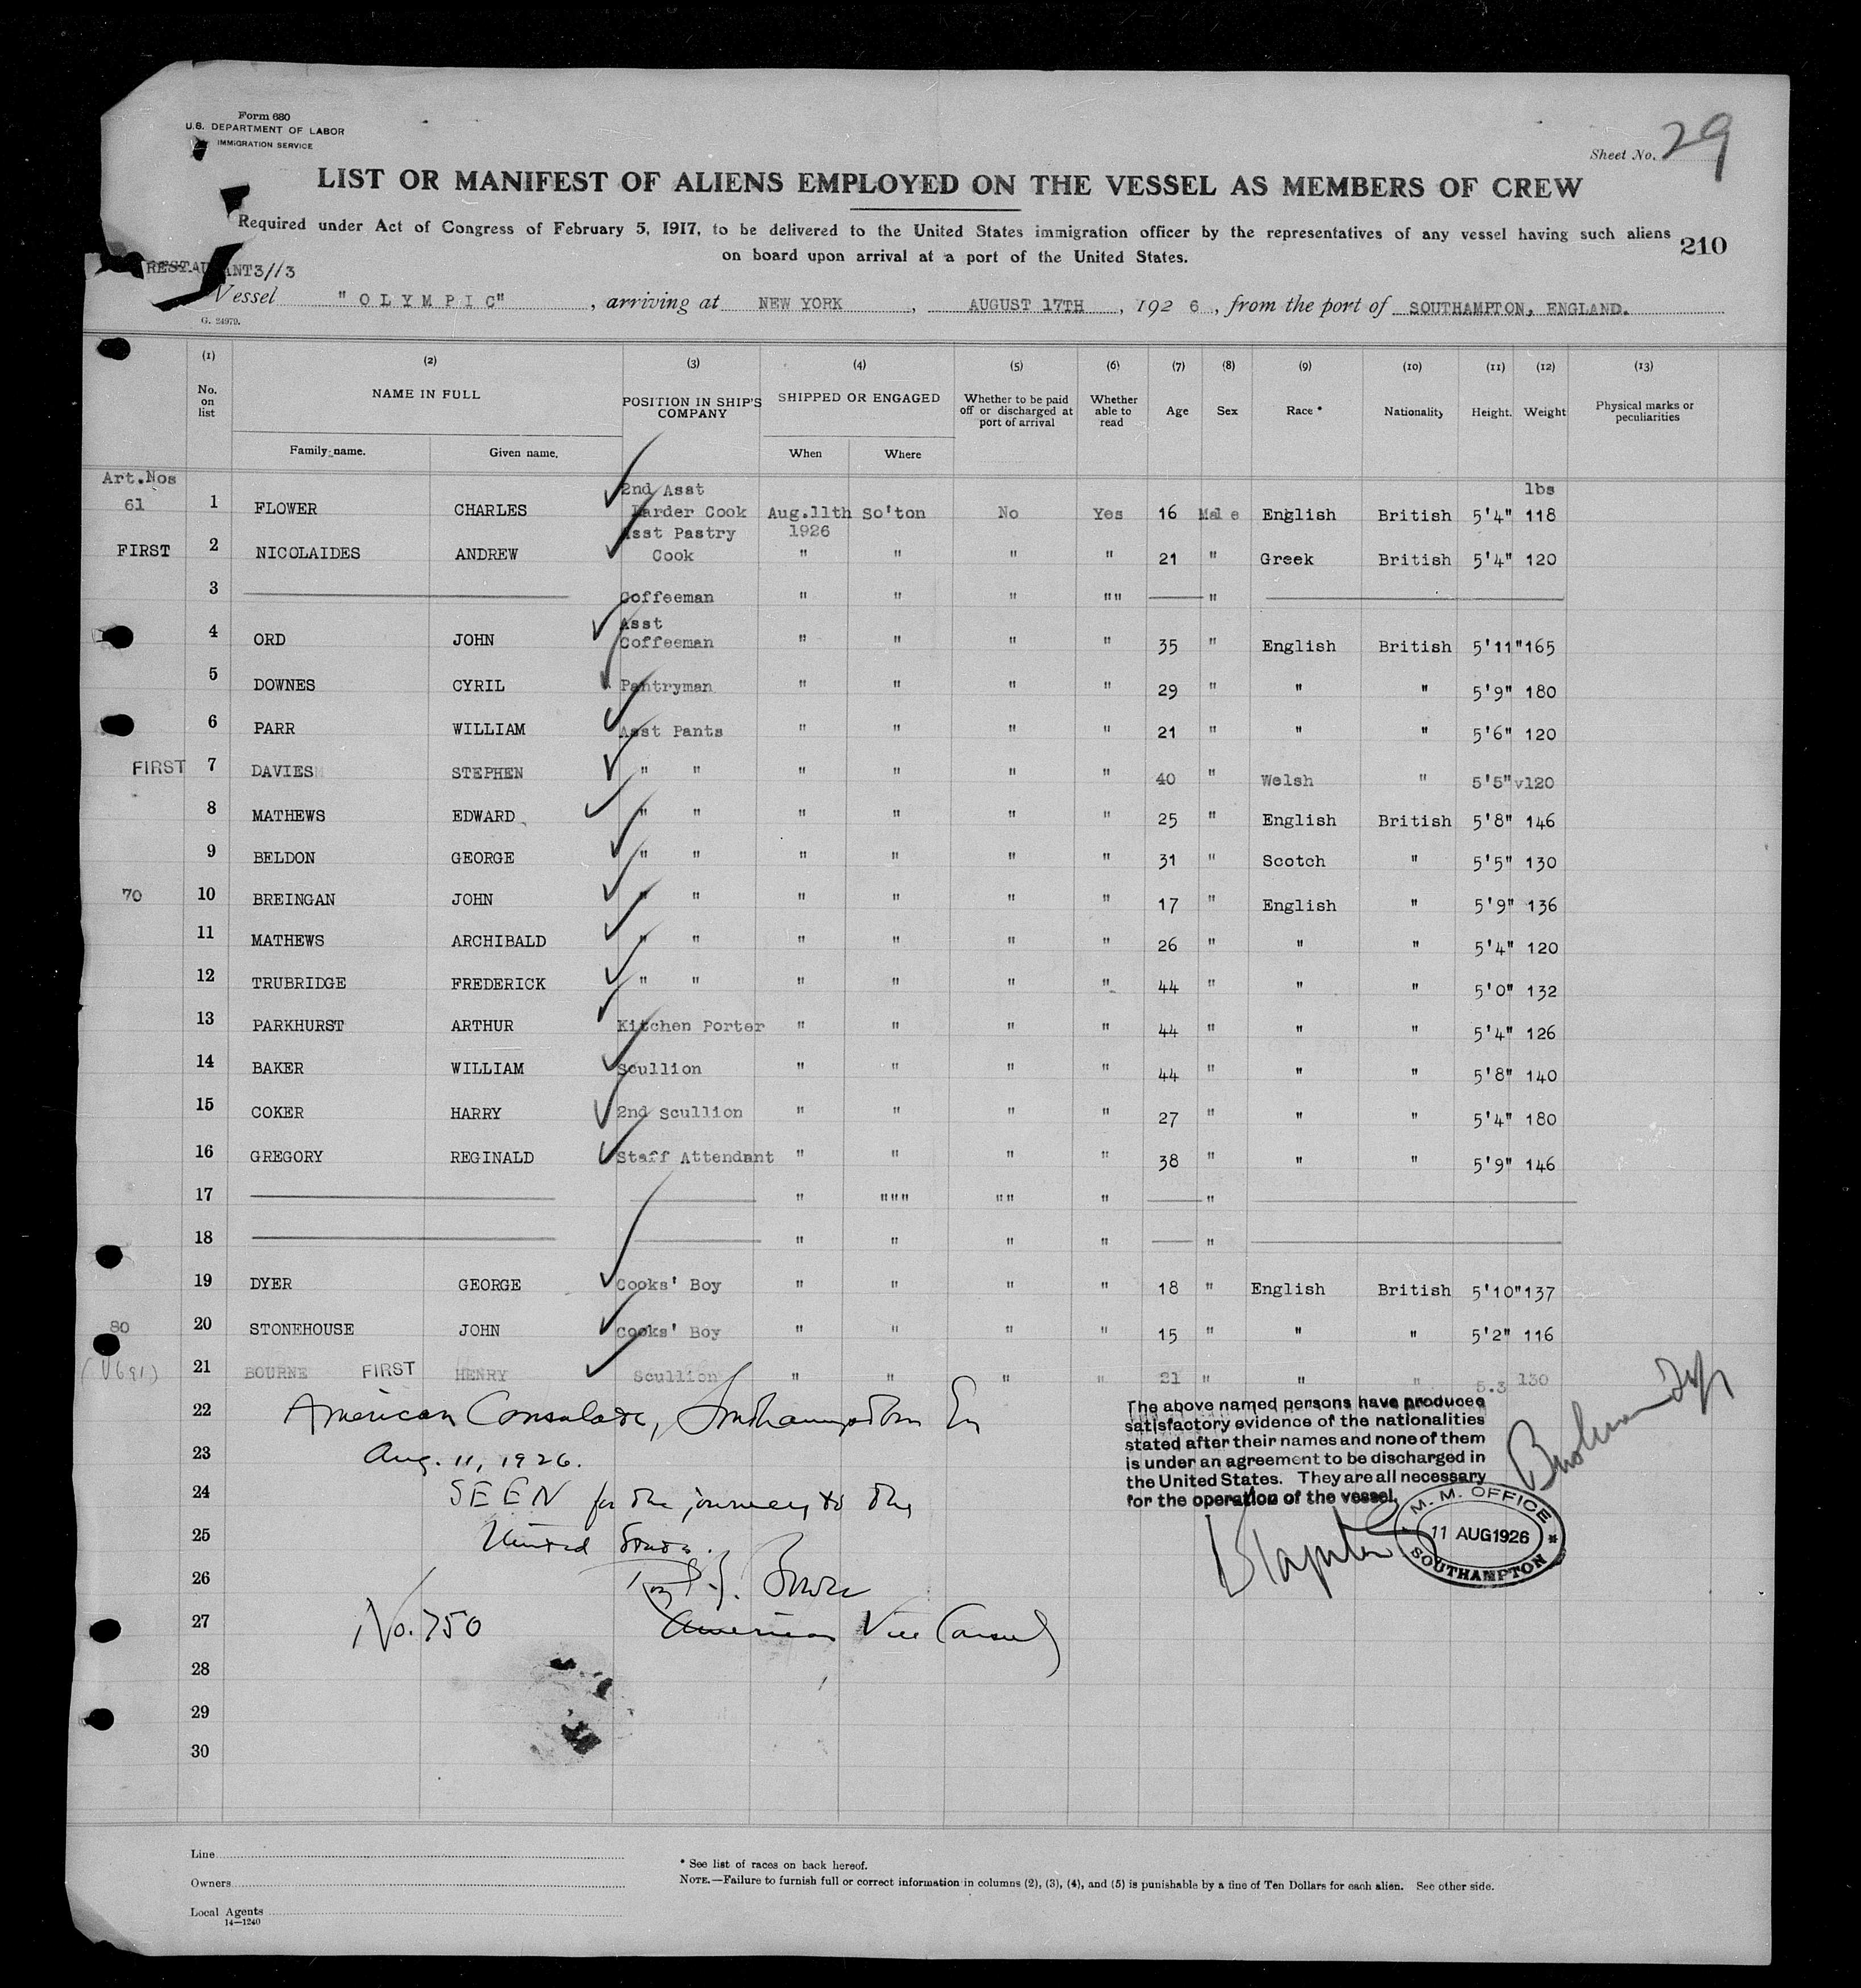 Form 680
U.S. DEPARTMENT OF LABOR
IMMIGRATION SERVICE
Sheet No. 29
LIST OR MANIFEST OF ALIENS EMPLOYED ON THE VESSEL AS MEMBERS OF CREW
Required under Act of Congress of February 5, 1917, to be delivered to the United States immigration officer by the representatives of any vessel having such aliens
on board upon arrival at a port of the United States.
210
RESTAURANT3//3
Vessel "OLYMPIC", arriving at NEW YORK, AUGUST 17TH, 1926, from the port of SOUTHAMPTON, ENGLAND.
G. 24979.
(1) (2) (3) (4) (5) (6) (7) (8) (9) (10) (11) (12) (13)
No. on list NAME IN FULL POSITION IN SHIP'S COMPANY SHIPPED OR ENGAGED Whether to be paid off or discharged at port of arrival Whether able to read Age Sex Race * Nationality Height. Weight Physical marks or peculiarities
Family name. Given name. When Where
Art.Nos
61 1 FLOWER CHARLES 2nd Asst Larder Cook Aug.11th 1926 So'ton No Yes 16 Male English British 5'4" lbs 118
FIRST 2 NICOLAIDES ANDREW Asst Pastry Cook " " " " 21 " Greek British 5'4" 120
3 Coffeeman " " " "" "
4 ORD JOHN Asst Coffeeman " " " " 35 " English British 5'11" 165
5 DOWNES CYRIL Pantryman " " " " 29 " " " 5'9" 180
6 PARR WILLIAM Asst Pants " " " " 21 " " " 5'6" 120
FIRST 7 DAVIES STEPHEN " " " " " " 40 " Welsh " 5'5" v120
8 MATHEWS EDWARD " " " " " " 25 " English British 5'8" 146
9 BELDON GEORGE " " " " " " 31 " Scotch " 5'5" 130
70 10 BREINGAN JOHN " " " " " " 17 " English " 5'9" 136
11 MATHEWS ARCHIBALD " " " " " " 26 " " " 5'4" 120
12 TRUBRIDGE FREDERICK " " " " " " 44 " " " 5'0" 132
13 PARKHURST ARTHUR Kitchen Porter " " " " 44 " " " 5'4" 126
14 BAKER WILLIAM Scullion " " " " 44 " " " 5'8" 140
15 COKER HARRY 2nd Scullion " " " " 27 " " " 5'4" 180
16 GREGORY REGINALD Staff Attendant " " " " 38 " " " 5'9" 146
17 " """ "" " "
18 " " " " "
19 DYER GEORGE Cooks' Boy " " " " 18 " English British 5'10" 137
80 20 STONEHOUSE JOHN Cooks' Boy " " " " 15 " " " 5'2" 116
21 BOURNE FIRST HENRY Scullion " " " " 21 " " " 5.3 130
22 American Consulate, Southampton En
23 Aug. 11, 1926.
24 SEEN for the journey to the
25 United States.
26
27 No. 750 American Vice Consul
28
29
30
The above named persons have produced
satisfactory evidence of the nationalities
stated after their names and none of them
is under an agreement to be discharged in
the United States. They are all necessary
for the operation of the vessel.
M. M. OFFICE
11 AUG 1926
SOUTHAMPTON
Line
Owners
Local Agents
14—1240
* See list of races on back hereof.
NOTE.—Failure to furnish full or correct information in columns (2), (3), (4), and (5) is punishable by a fine of Ten Dollars for each alien. See other side.